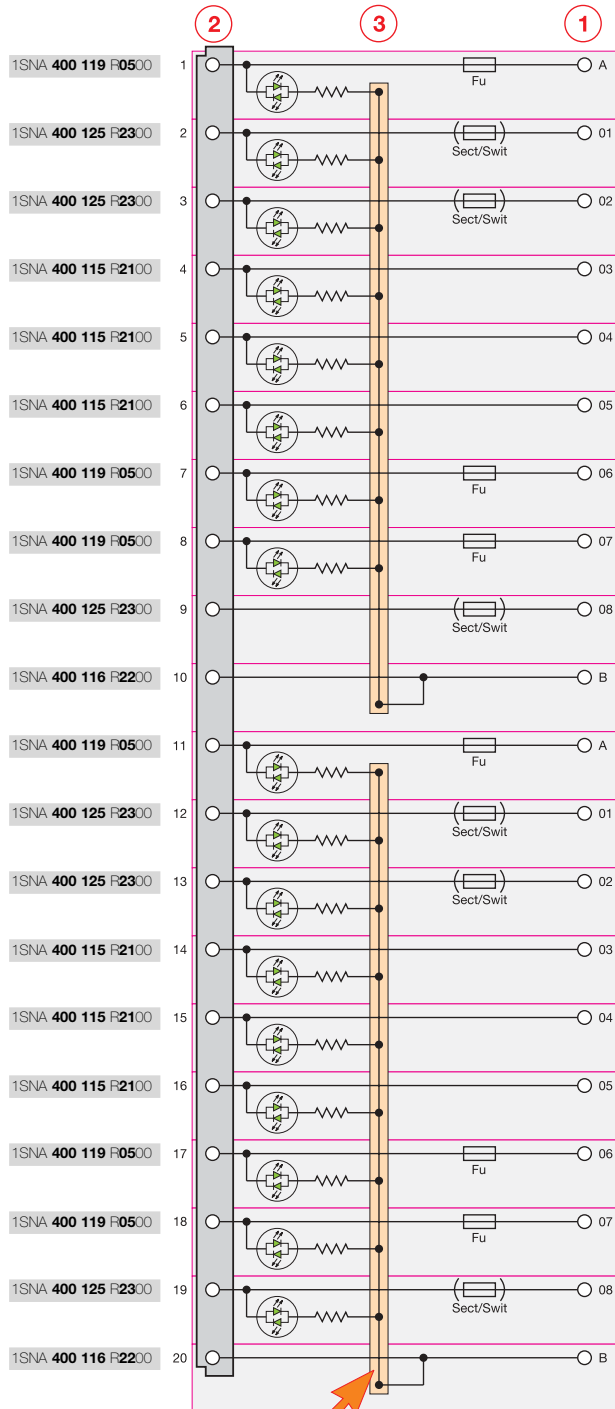 2 3 1
1SNA 400 119 R0500 1 A
Fu
1SNA 400 125 R2300 2 01
(Sect/Swit)
1SNA 400 125 R2300 3 02
(Sect/Swit)
1SNA 400 115 R2100 4 03
1SNA 400 115 R2100 5 04
1SNA 400 115 R2100 6 05
1SNA 400 119 R0500 7 06
Fu
1SNA 400 119 R0500 8 07
Fu
1SNA 400 125 R2300 9 08
(Sect/Swit)
1SNA 400 116 R2200 10 B
1SNA 400 119 R0500 11 A
Fu
1SNA 400 125 R2300 12 01
(Sect/Swit)
1SNA 400 125 R2300 13 02
(Sect/Swit)
1SNA 400 115 R2100 14 03
1SNA 400 115 R2100 15 04
1SNA 400 115 R2100 16 05
1SNA 400 119 R0500 17 06
Fu
1SNA 400 119 R0500 18 07
Fu
1SNA 400 125 R2300 19 08
(Sect/Swit)
1SNA 400 116 R2200 20 B